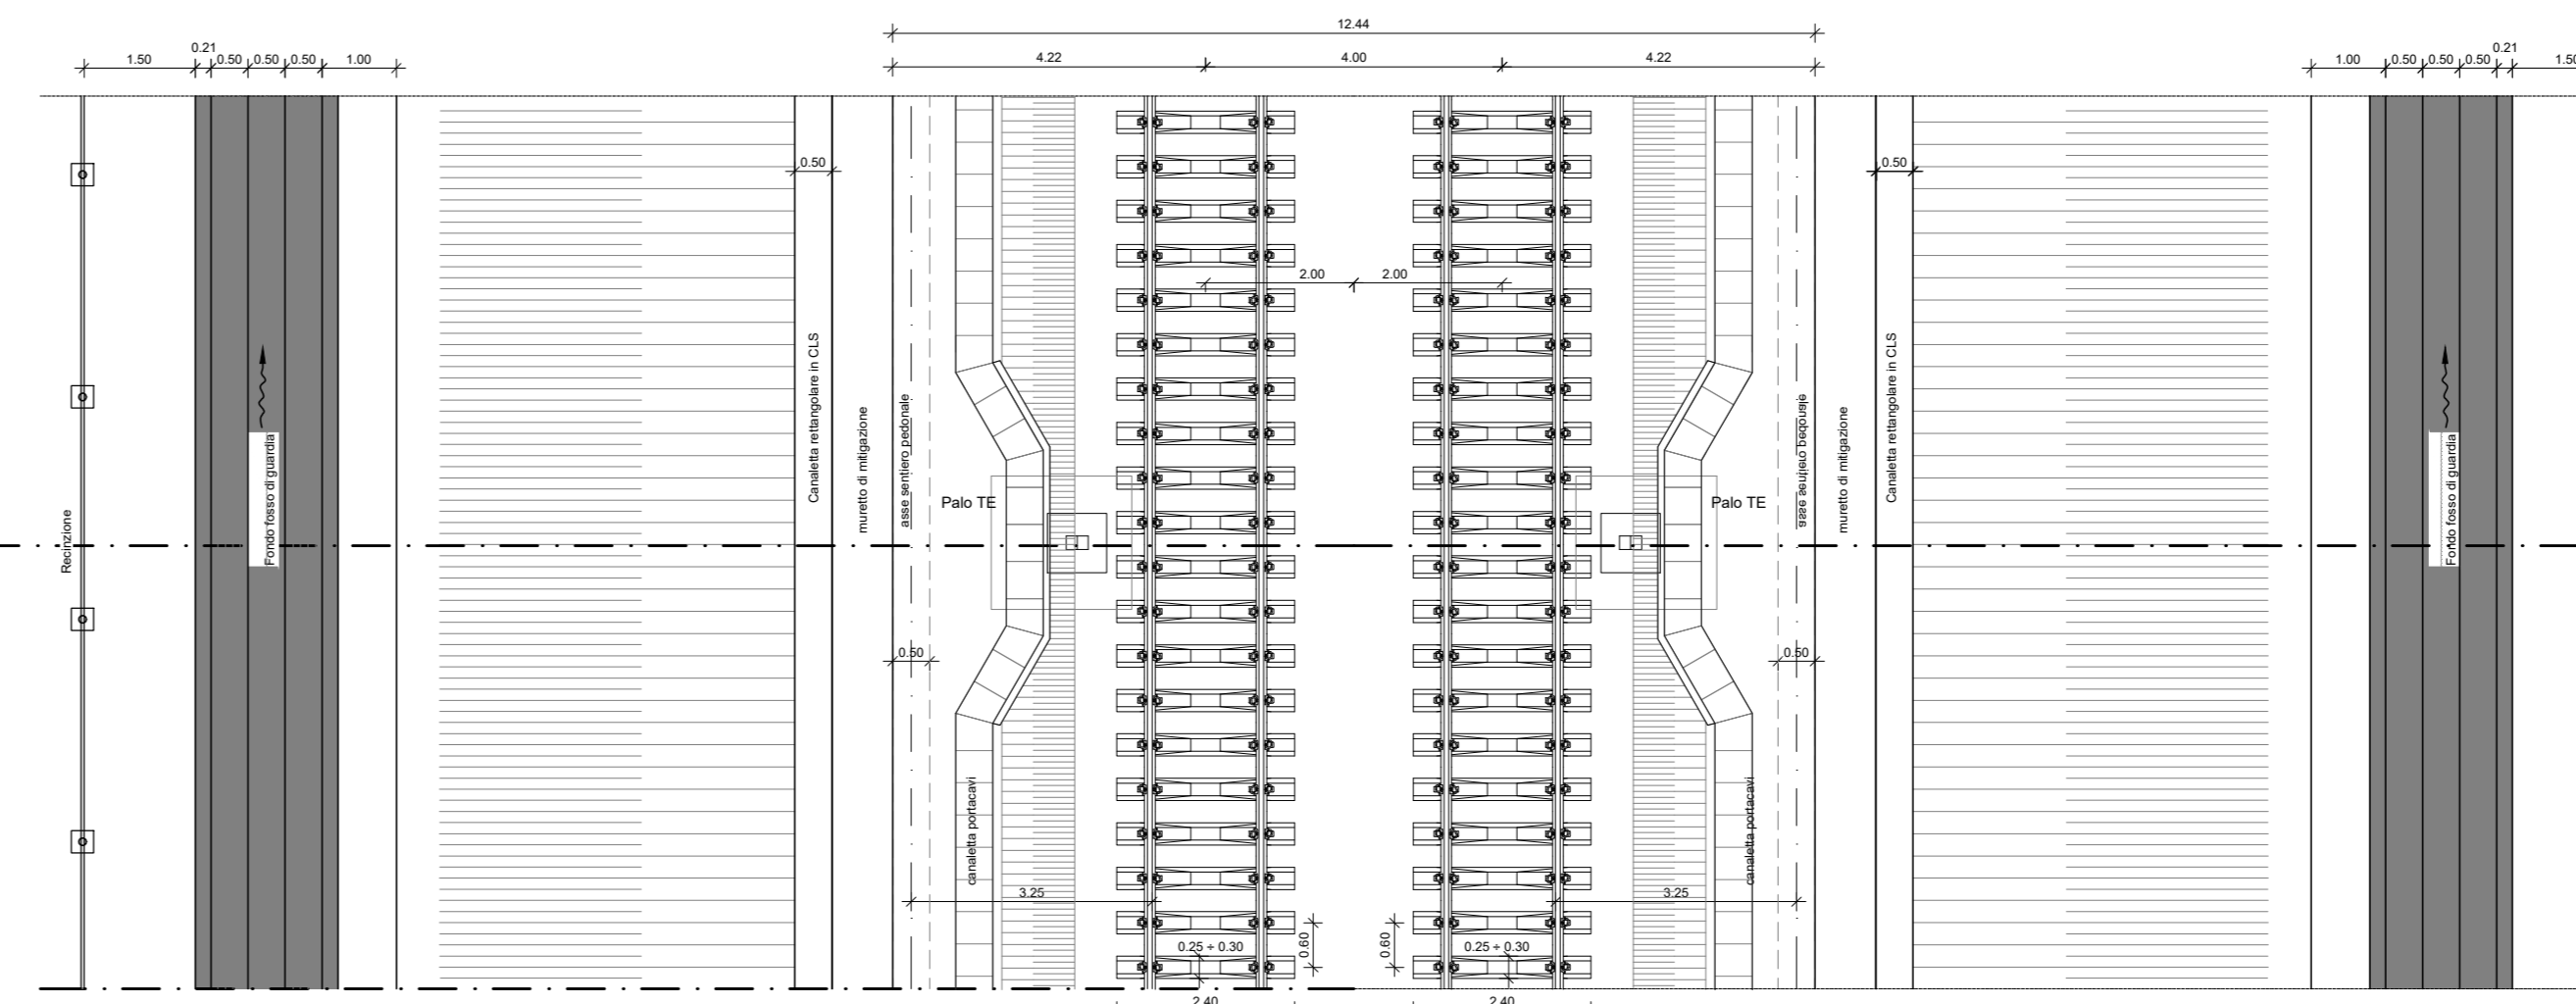 12.44
0.21
1.50 0.50 0.50 0.50 1.00
4.22 4.00 4.22
0.21
1.00 0.50 0.50 0.50 1.50
0.50
0.50
2.00 2.00
Recinzione
Fondo fosso di guardia
Canaletta rettangolare in CLS
muretto di mitigazione
asse sentiero pedonale
Palo TE
Palo TE
asse sentiero pedonale
muretto di mitigazione
Canaletta rettangolare in CLS
Fondo fosso di guardia
0.50
0.50
canaletta portacavi
canaletta portacavi
3.25
3.25
0.25 ÷ 0.30
0.60
0.60
0.25 ÷ 0.30
2.40
2.40